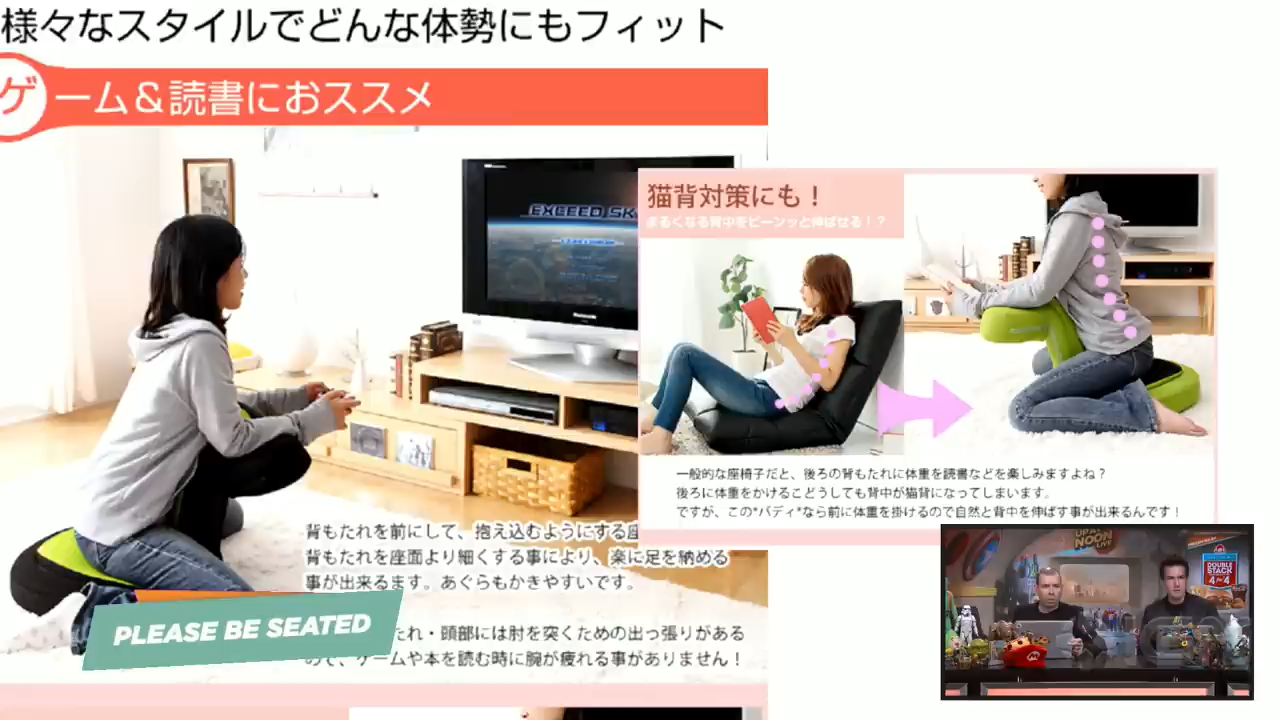 様々なスタイルでどんな体勢にもフィット
ゲーム＆読書におススメ
EXCEED SK
Panasonic
背もたれを前にして、抱え込むようにする座
背もたれを座面より細くする事により、楽に足を納める
事が出来るます。あぐらもかきやすいです。
たれ・頭部には肘を突くための出っ張りがある
ので、ゲームや本を読む時に腕が疲れる事がありません！
PLEASE BE SEATED
猫背対策にも！
まるくなる背中をピーンッと伸ばせる！？
一般的な座椅子だと、後ろの背もたれに体重を読書などを楽しみますよね？
後ろに体重をかけるこどうしても背中が猫背になってしまいます。
ですが、この"バディ"なら前に体重を掛けるので自然と背中を伸ばす事が出来るんです！
UP AT
NOON
LIVE
DOUBLE
STACK
4 for 4